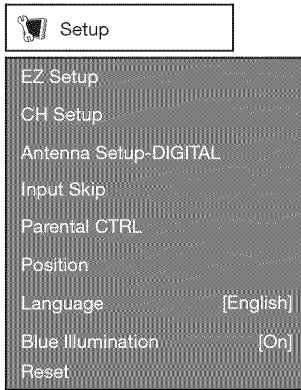 Setup
EZ Setup
CH Setup
Antenna Setup-DIGITAL
Input Skip
Parental CTRL
Position
Language [English]
Blue Illumination [On]
Reset